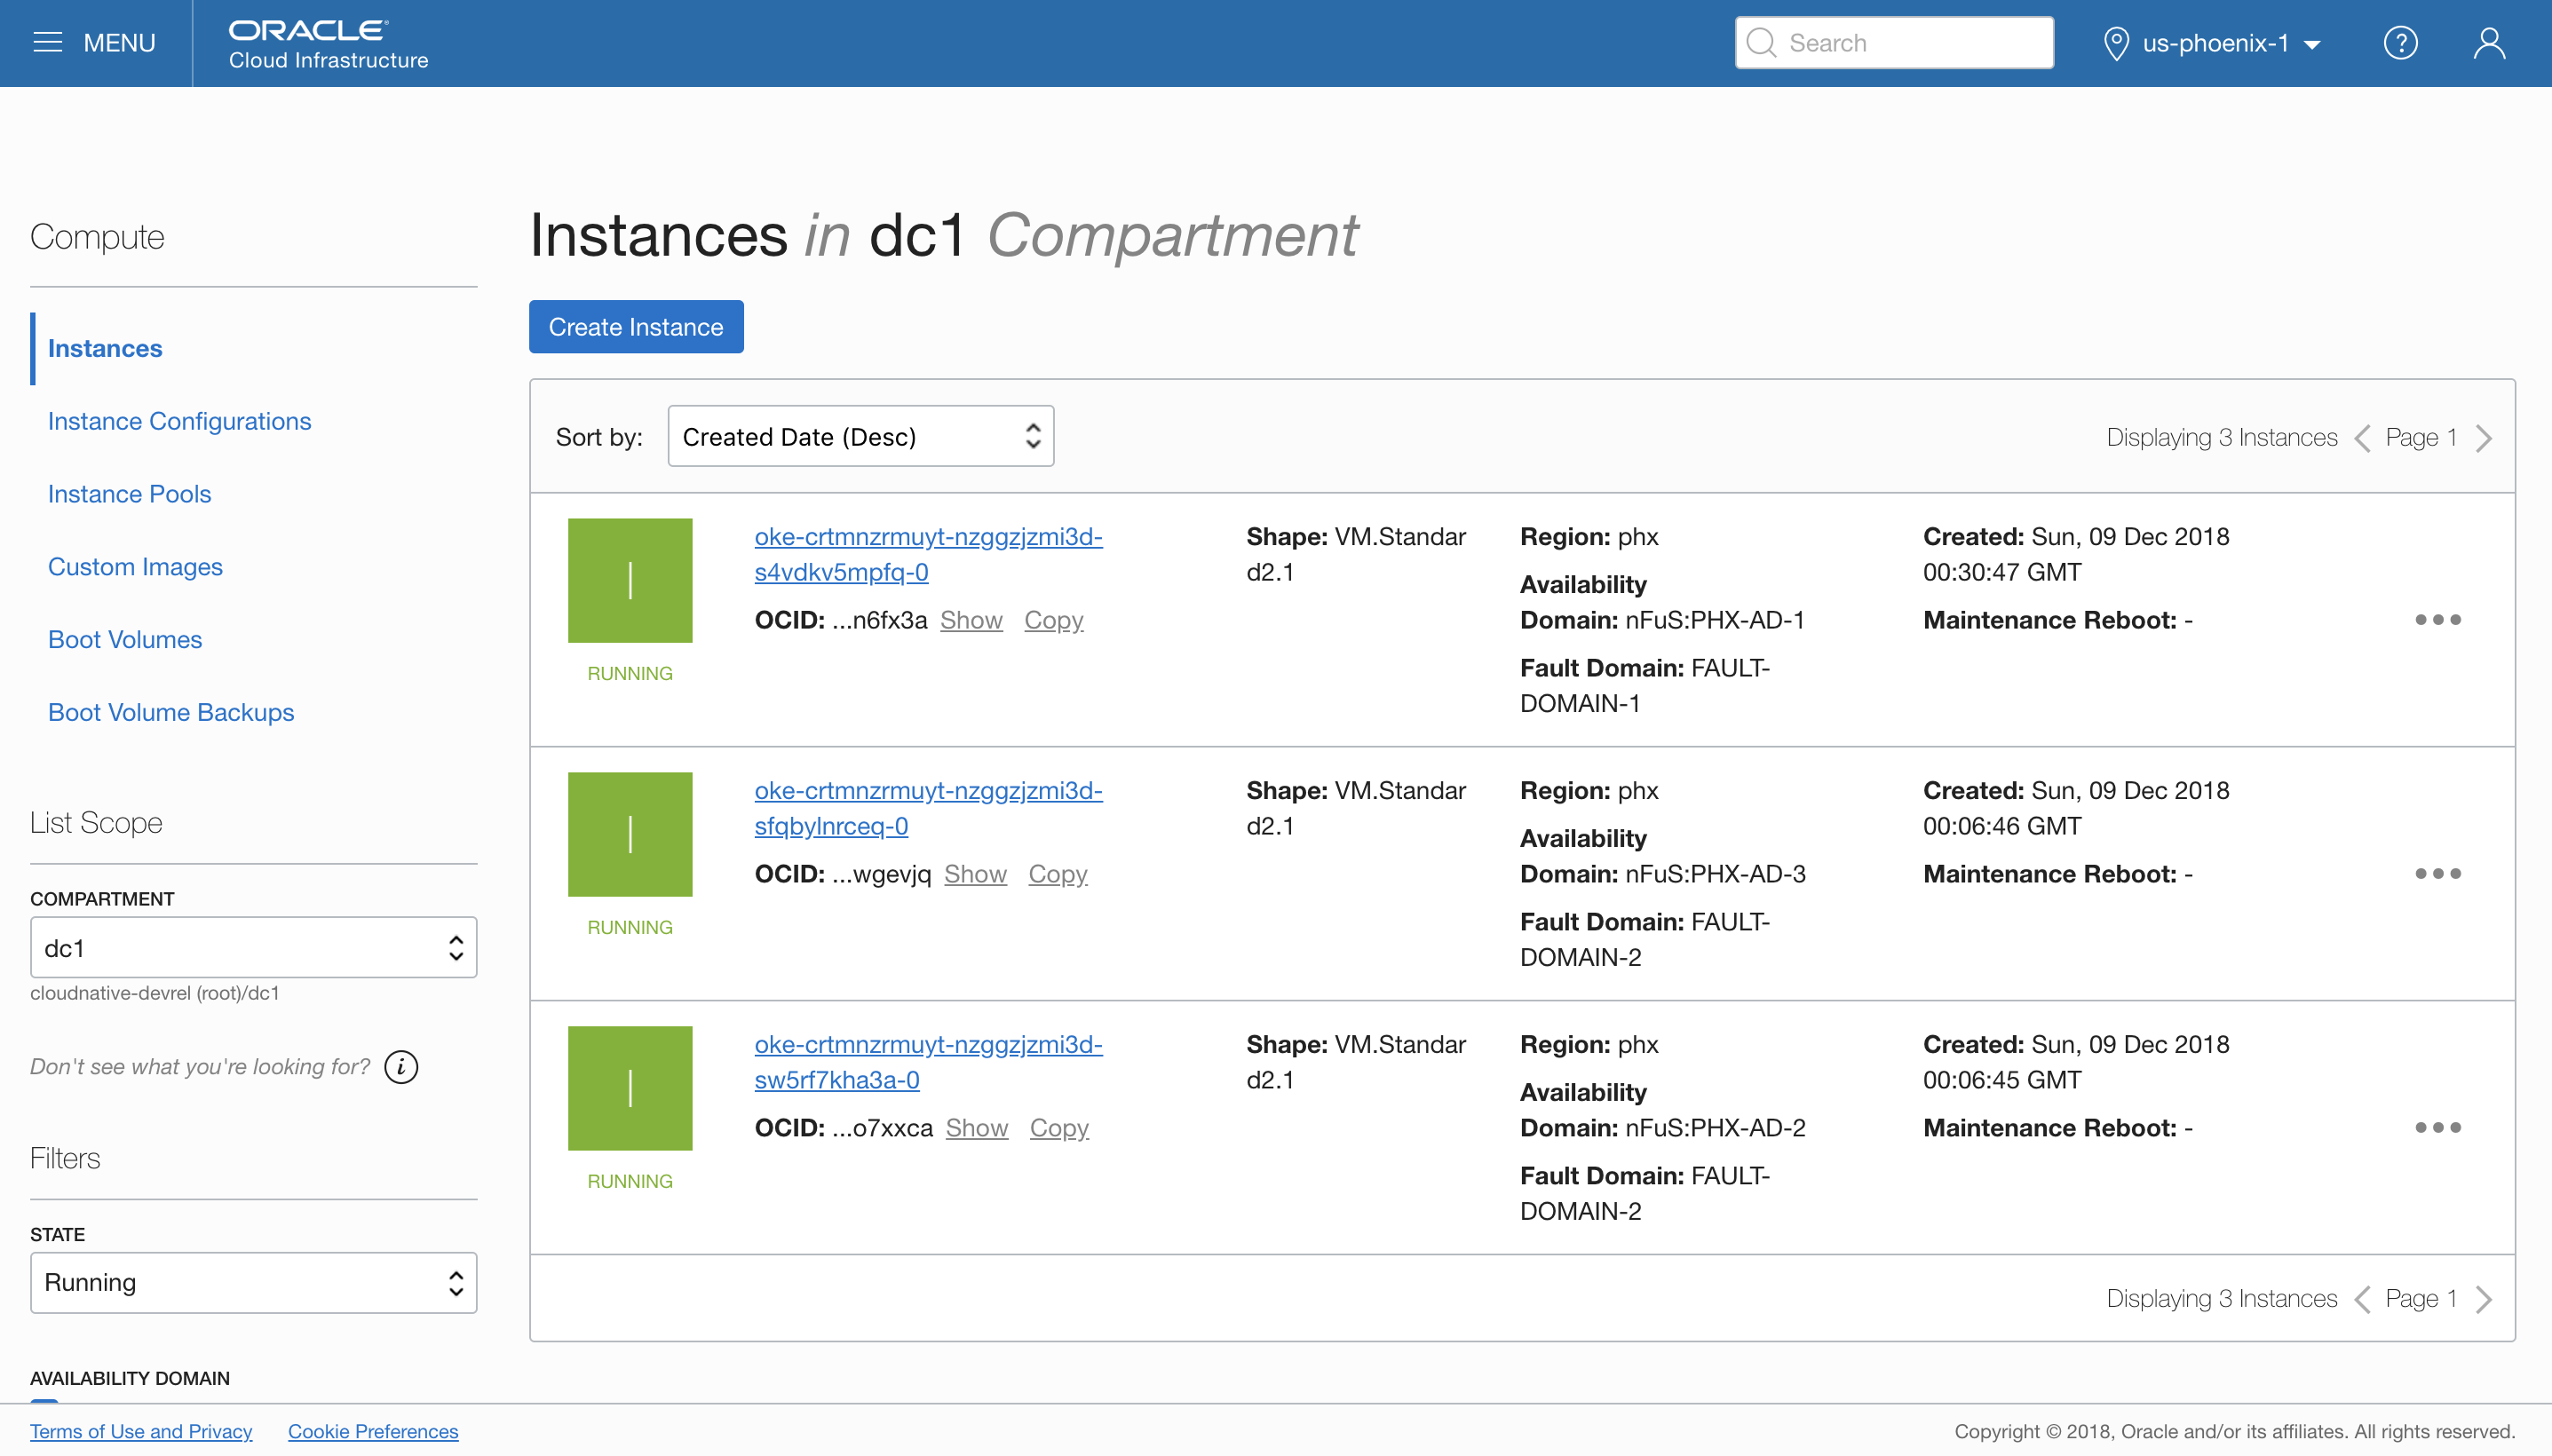 MENU
ORACLE
Cloud Infrastructure
Search
us-phoenix-1
Compute
Instances
Instance Configurations
Instance Pools
Custom Images
Boot Volumes
Boot Volume Backups
List Scope
COMPARTMENT
dc1
cloudnative-devrel (root)/dc1
Don't see what you're looking for?
Filters
STATE
Running
AVAILABILITY DOMAIN
Instances in dc1 Compartment
Create Instance
Sort by: Created Date (Desc)
Displaying 3 Instances Page 1
I
RUNNING
oke-crtmnzrmuyt-nzggzjzmi3d-
s4vdkv5mpfq-0
OCID: ...n6fx3a Show Copy
Shape: VM.Standar
d2.1
Region: phx
Availability
Domain: nFuS:PHX-AD-1
Fault Domain: FAULT-
DOMAIN-1
Created: Sun, 09 Dec 2018
00:30:47 GMT
Maintenance Reboot: -
I
RUNNING
oke-crtmnzrmuyt-nzggzjzmi3d-
sfqbylnrceq-0
OCID: ...wgevjq Show Copy
Shape: VM.Standar
d2.1
Region: phx
Availability
Domain: nFuS:PHX-AD-3
Fault Domain: FAULT-
DOMAIN-2
Created: Sun, 09 Dec 2018
00:06:46 GMT
Maintenance Reboot: -
I
RUNNING
oke-crtmnzrmuyt-nzggzjzmi3d-
sw5rf7kha3a-0
OCID: ...o7xxca Show Copy
Shape: VM.Standar
d2.1
Region: phx
Availability
Domain: nFuS:PHX-AD-2
Fault Domain: FAULT-
DOMAIN-2
Created: Sun, 09 Dec 2018
00:06:45 GMT
Maintenance Reboot: -
Displaying 3 Instances Page 1
Terms of Use and Privacy Cookie Preferences
Copyright © 2018, Oracle and/or its affiliates. All rights reserved.